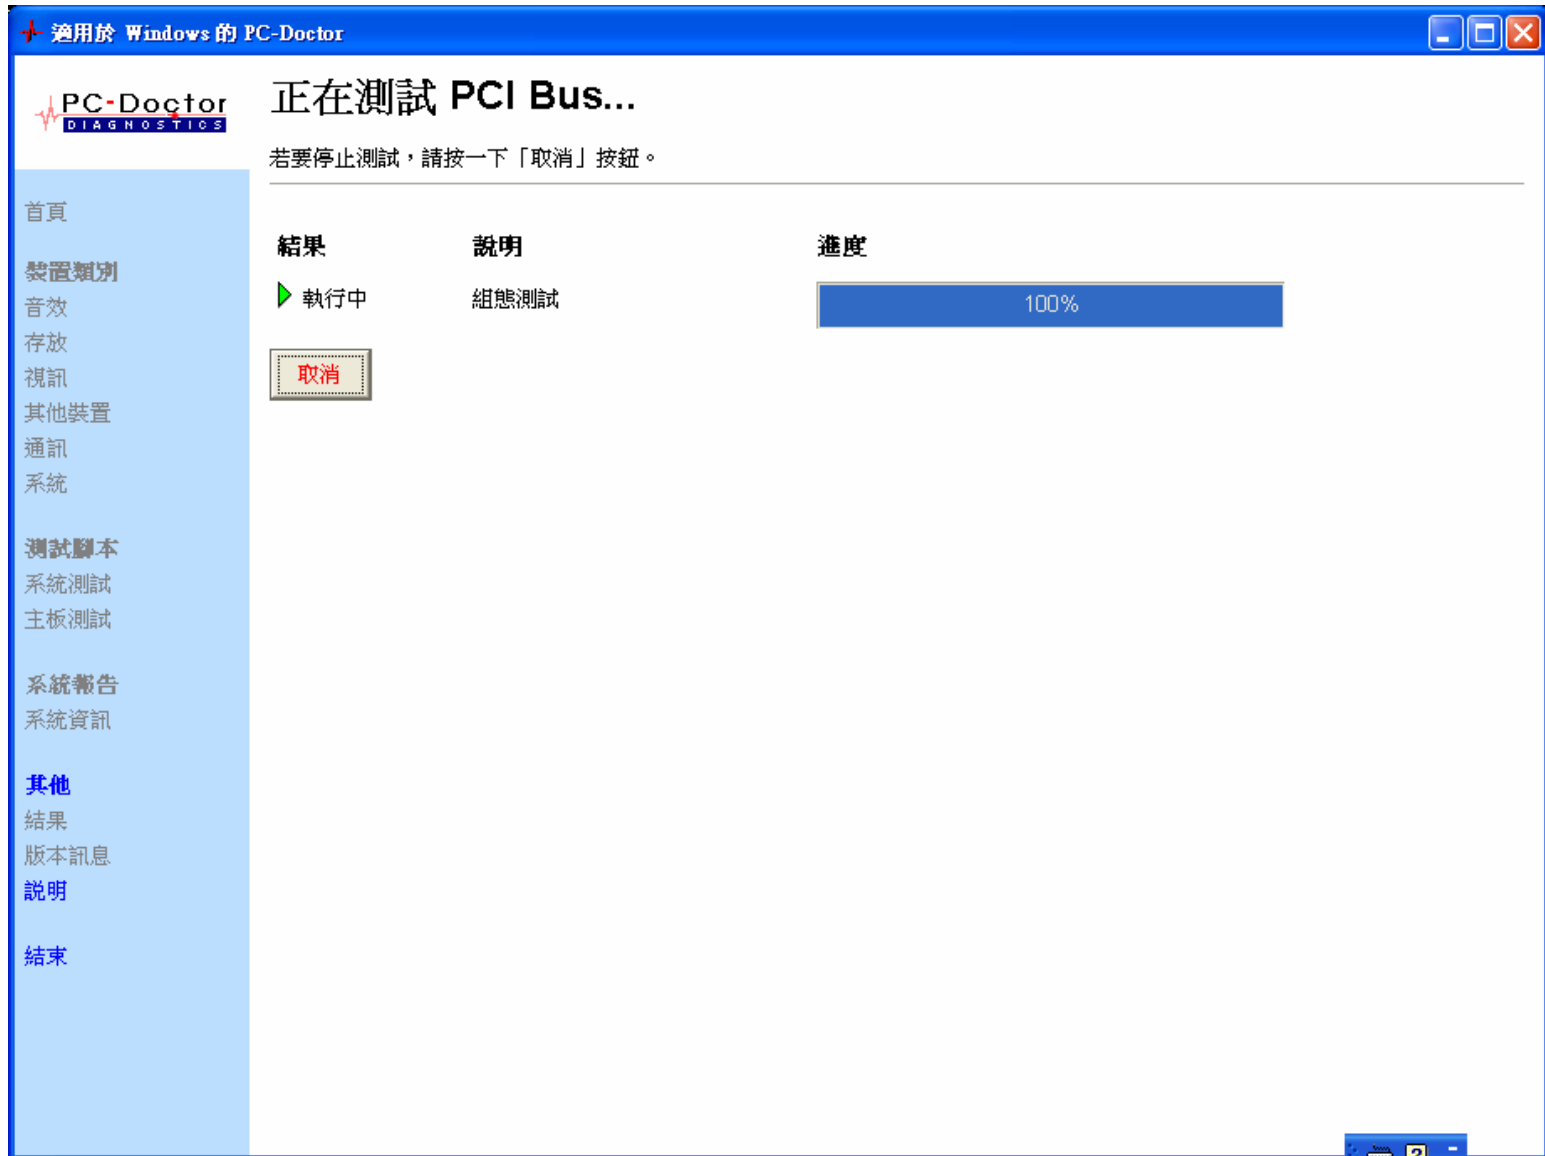 適用於 Windows 的 PC-Doctor
PC-Doctor
DIAGNOSTICS
正在測試 PCI Bus...
若要停止測試，請按一下「取消」按鈕。
首頁
裝置類別
音效
存放
視訊
其他裝置
通訊
系統
測試腳本
系統測試
主板測試
系統報告
系統資訊
其他
結果
版本訊息
說明
結束
結果 說明 進度
執行中 組態測試 100%
取消